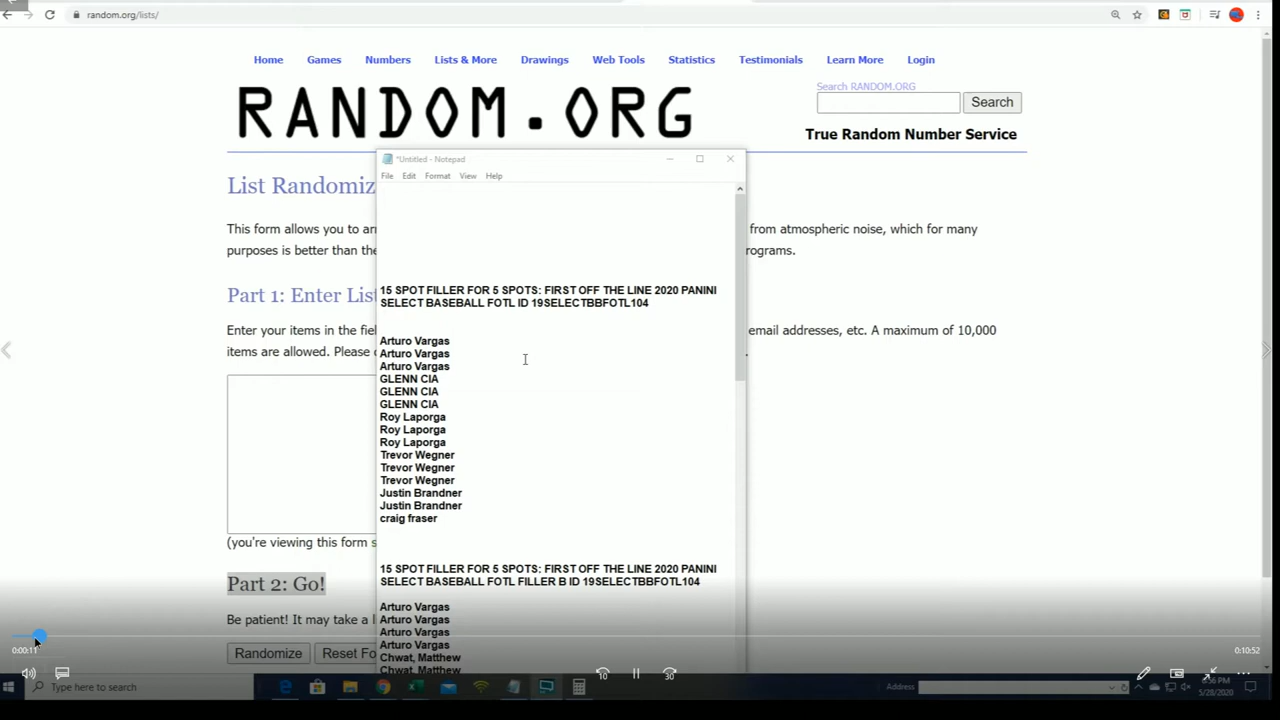 random.org/lists/
Home Games Numbers Lists & More Drawings Web Tools Statistics Testimonials Learn More Login
Search RANDOM.ORG
RANDOM.ORG
Search
True Random Number Service
*Untitled - Notepad
File Edit Format View Help
List Randomiz
This form allows you to ar
from atmospheric noise, which for many
purposes is better than the
rograms.
Part 1: Enter List
Enter your items in the fiel
email addresses, etc. A maximum of 10,000
items are allowed. Please
15 SPOT FILLER FOR 5 SPOTS: FIRST OFF THE LINE 2020 PANINI
SELECT BASEBALL FOTL ID 19SELECTBBFOTL104
Arturo Vargas
Arturo Vargas
Arturo Vargas
GLENN CIA
GLENN CIA
GLENN CIA
Roy Laporga
Roy Laporga
Roy Laporga
Trevor Wegner
Trevor Wegner
Trevor Wegner
Justin Brandner
Justin Brandner
craig fraser
15 SPOT FILLER FOR 5 SPOTS: FIRST OFF THE LINE 2020 PANINI
SELECT BASEBALL FOTL FILLER B ID 19SELECTBBFOTL104
Arturo Vargas
Arturo Vargas
Arturo Vargas
Arturo Vargas
Chwat, Matthew
Chwat, Matthew
(you're viewing this form s
Part 2: Go!
Be patient! It may take a l
Randomize Reset Fo
0:00:11
0:10:52
10
30
Type here to search
Address
5/28/2020